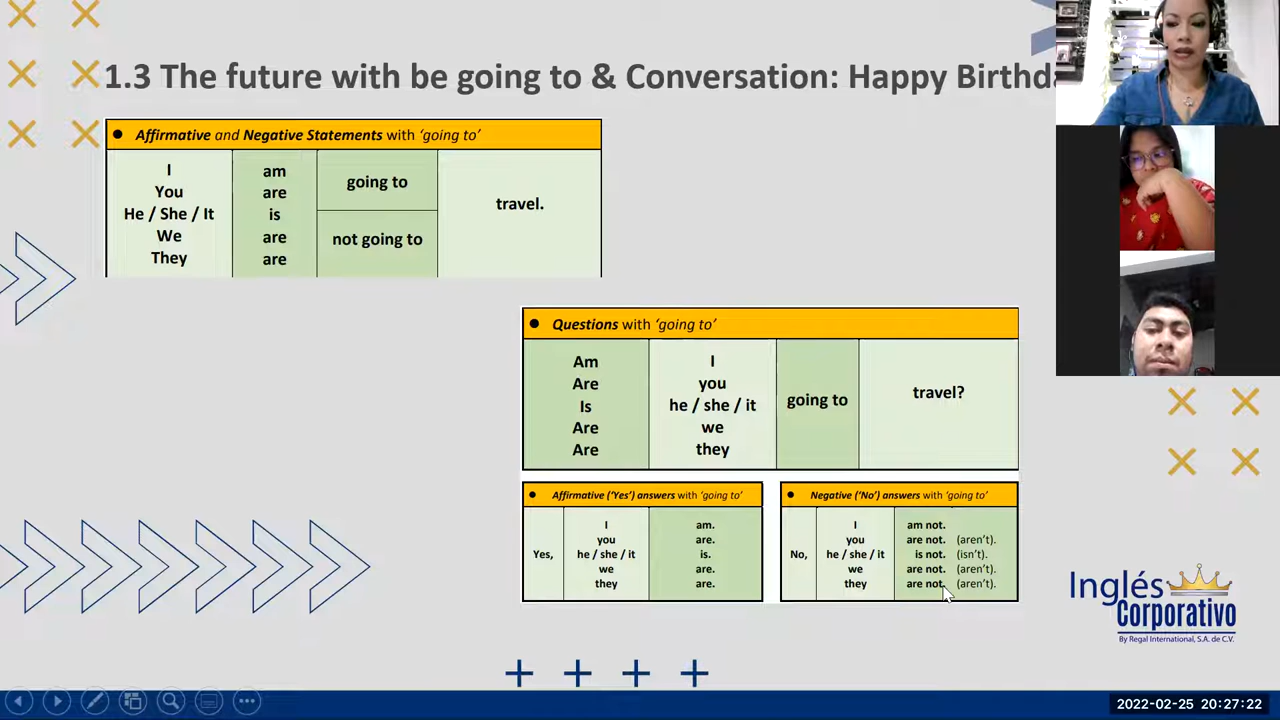 1.3 The future with be going to & Conversation: Happy Birthd
● Affirmative and Negative Statements with ‘going to’
I am going to travel.
You are
He / She / It is
We are not going to
They are
● Questions with ‘going to’
Am I going to travel?
Are you
Is he / she / it
Are we
Are they
● Affirmative (‘Yes’) answers with ‘going to’
Yes, I am.
you are.
he / she / it is.
we are.
they are.
● Negative (‘No’) answers with ‘going to’
No, I am not.
you are not. (aren’t).
he / she / it is not. (isn’t).
we are not. (aren’t).
they are not. (aren’t).
Inglés
Corporativo
By Regal International, S.A. de C.V.
2022-02-25 20:27:22